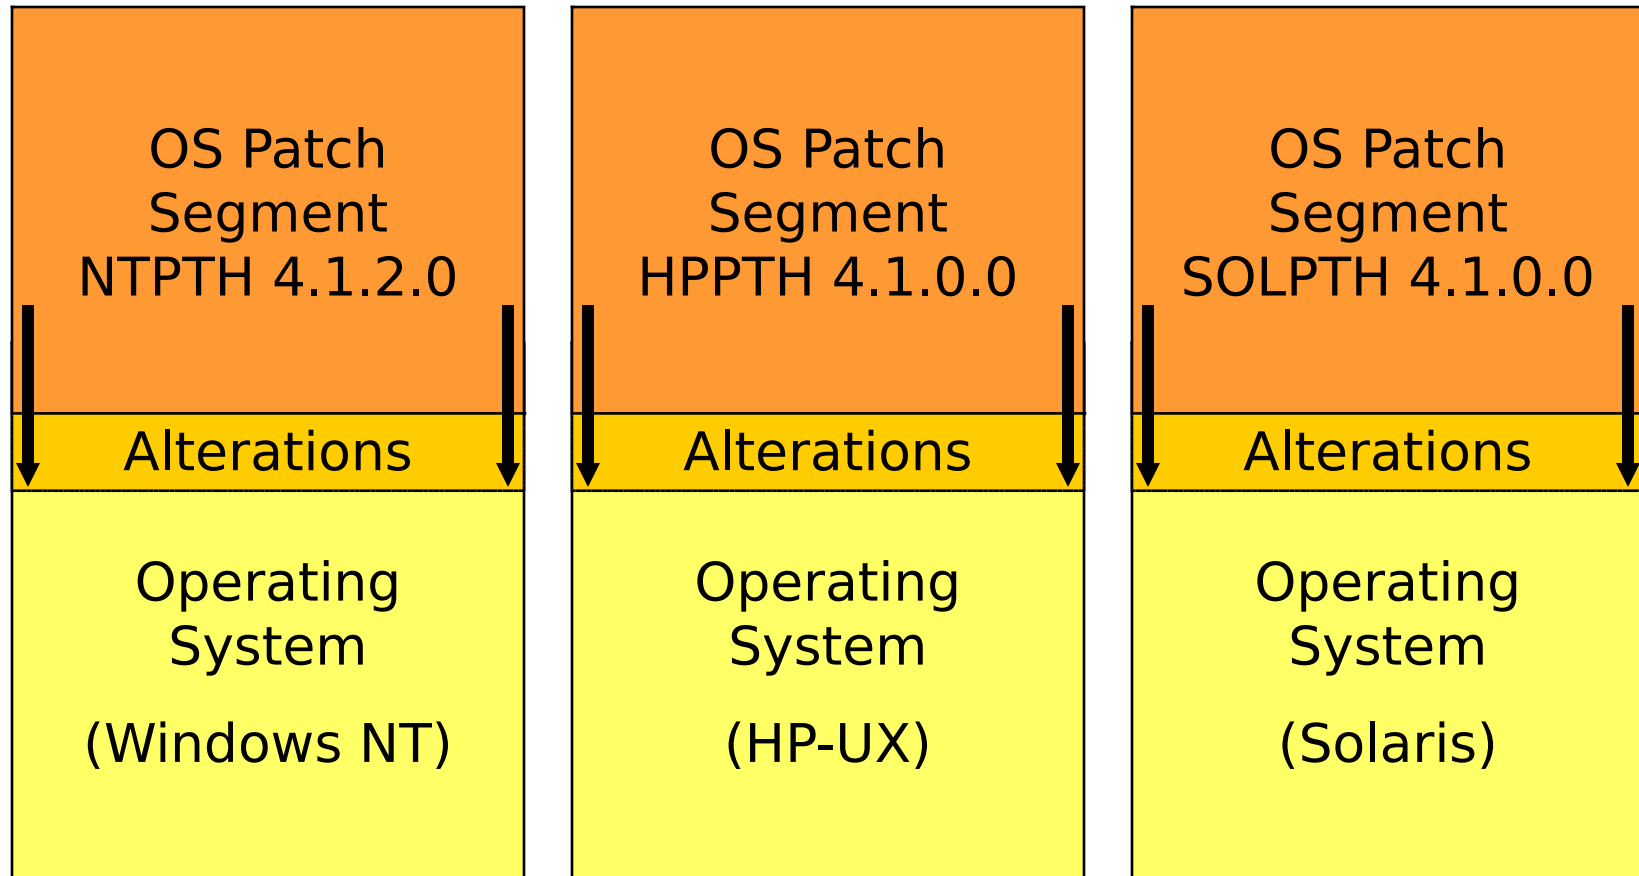 OS Patch
Segment
NTPTH 4.1.2.0
Alterations
Operating
System
(Windows NT)
OS Patch
Segment
HPPTH 4.1.0.0
Alterations
Operating
System
(HP-UX)
OS Patch
Segment
SOLPTH 4.1.0.0
Alterations
Operating
System
(Solaris)